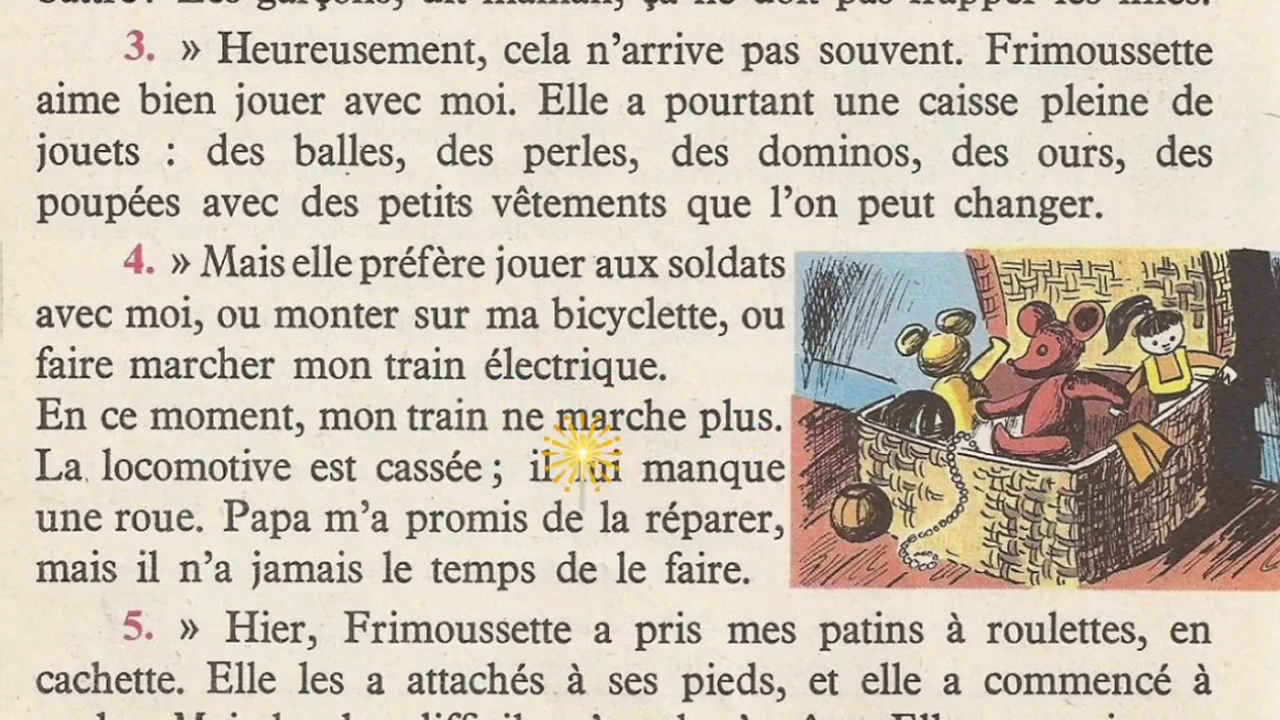 3. » Heureusement, cela n'arrive pas souvent. Frimoussette
aime bien jouer avec moi. Elle a pourtant une caisse pleine de
jouets : des balles, des perles, des dominos, des ours, des
poupées avec des petits vêtements que l'on peut changer.
4. » Mais elle préfère jouer aux soldats
avec moi, ou monter sur ma bicyclette, ou
faire marcher mon train électrique.
En ce moment, mon train ne marche plus.
La locomotive est cassée ; il lui manque
une roue. Papa m'a promis de la réparer,
mais il n'a jamais le temps de le faire.
5. » Hier, Frimoussette a pris mes patins à roulettes, en
cachette. Elle les a attachés à ses pieds, et elle a commencé à